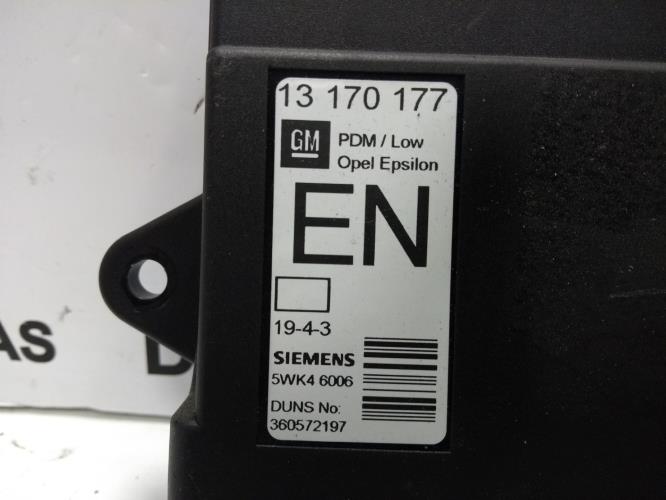 13 170 177
GM
PDM / Low
Opel Epsilon
EN
19-4-3
SIEMENS
5WK4 6006
DUNS No:
360572197
AS D